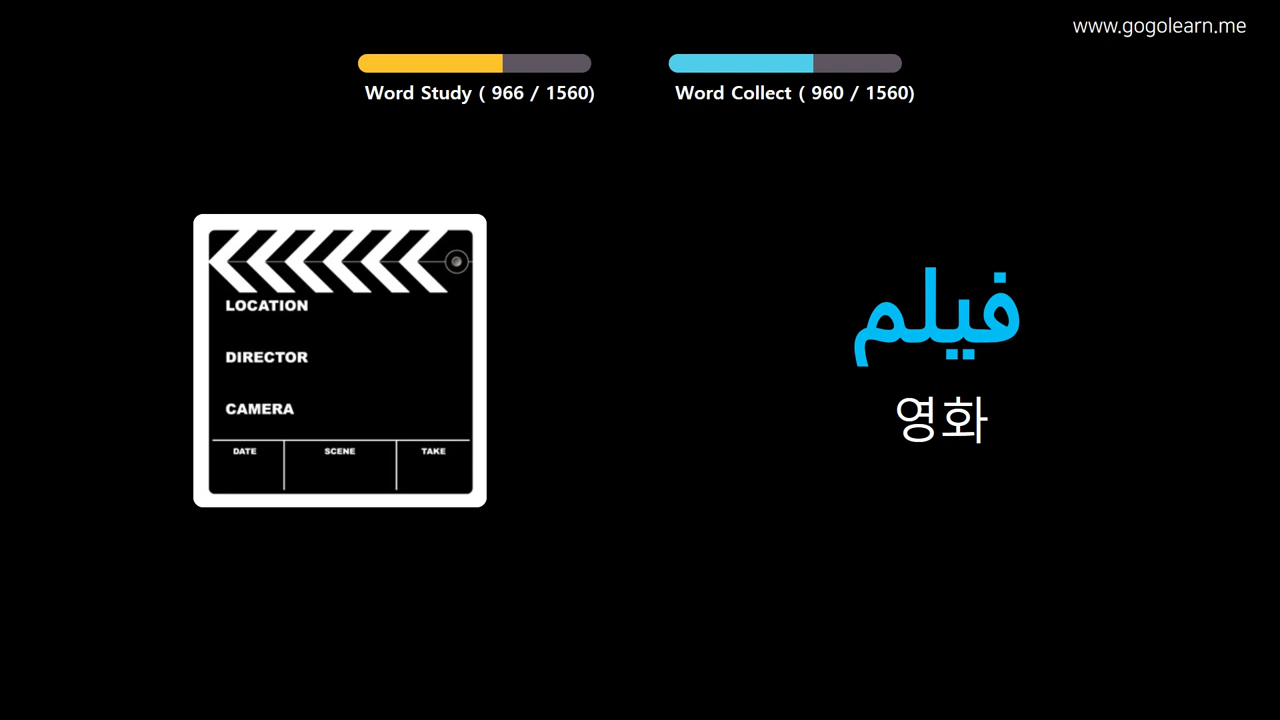 www.gogolearn.me
Word Study ( 966 / 1560)
Word Collect ( 960 / 1560)
LOCATION
DIRECTOR
CAMERA
DATE
SCENE
TAKE
فيلم
영화